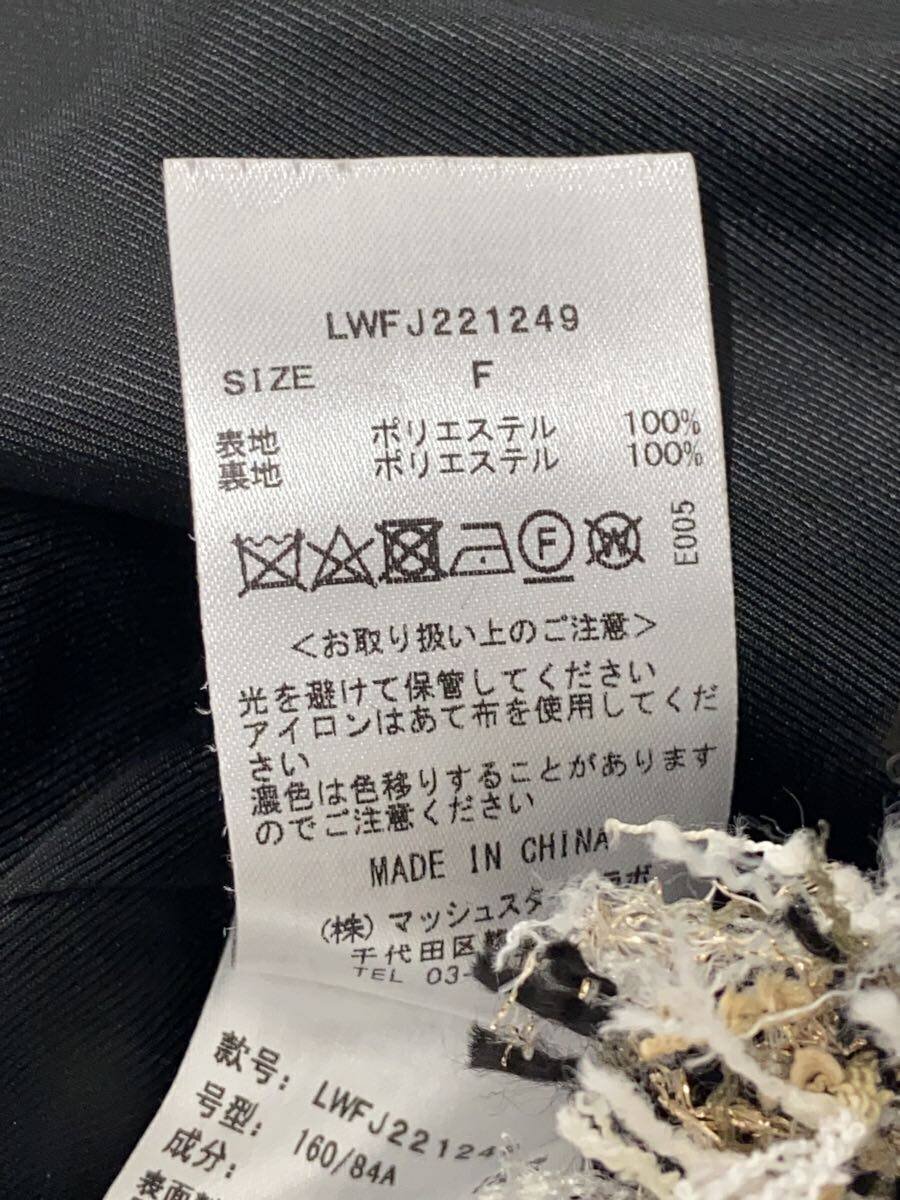 LWFJ221249
SIZE F
表地 ポリエステル 100%
裏地 ポリエステル 100%
F W
E005
<お取り扱い上のご注意>
光を避けて保管してください
アイロンはあて布を使用してくだ
さい
濃色は色移りすることがあります
のでご注意ください
MADE IN CHINA
(株)マッシュスタ
千代田区麹
TEL 03-
款号: LWFJ22124
号型: 160/84A
成分:
表面